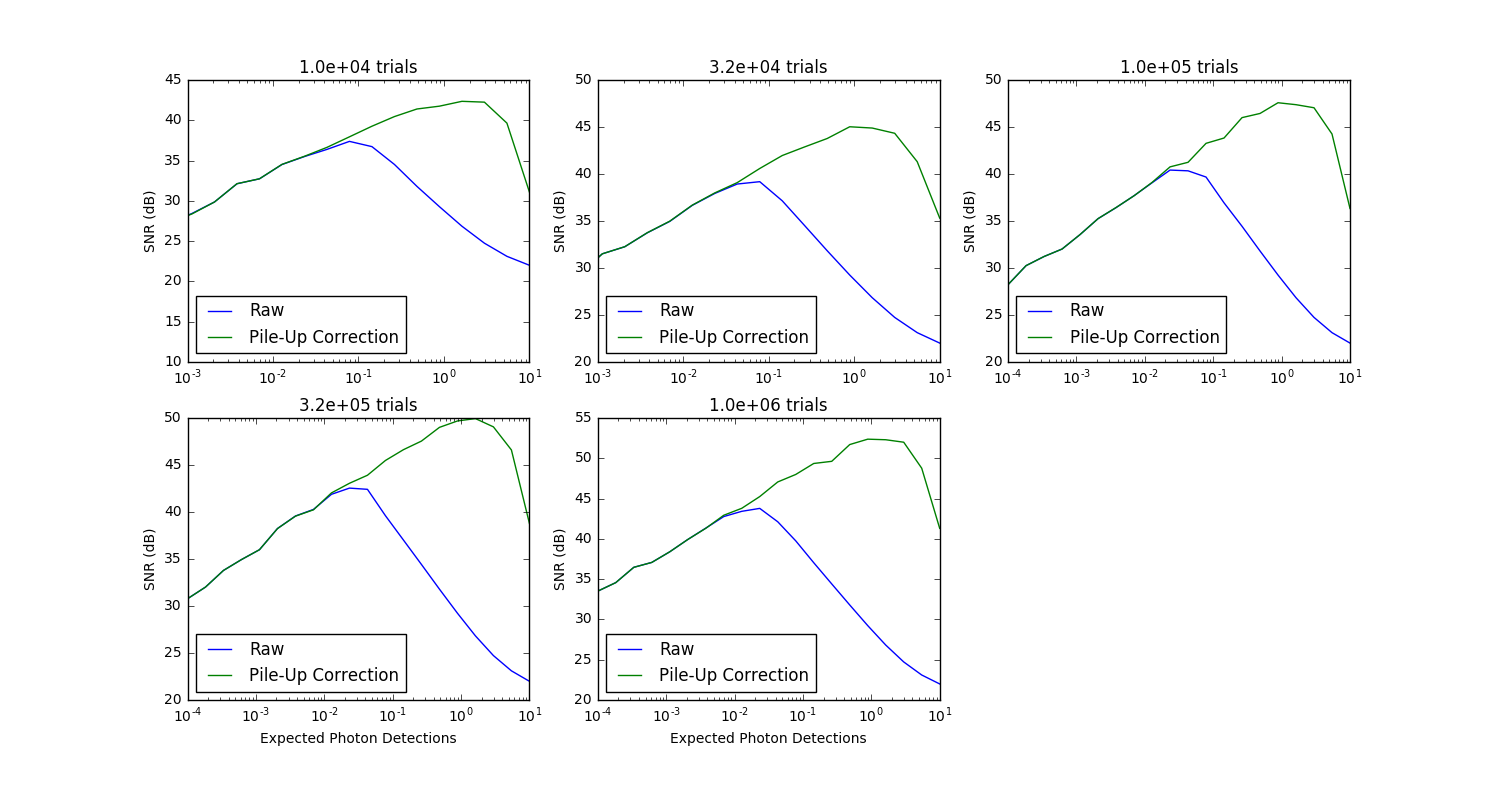 1.0e+04 trials
SNR (dB)
45
40
35
30
25
20
15
10
Raw
Pile-Up Correction
10^-3 10^-2 10^-1 10^0 10^1
3.2e+04 trials
SNR (dB)
50
45
40
35
30
25
20
Raw
Pile-Up Correction
10^-3 10^-2 10^-1 10^0 10^1
1.0e+05 trials
SNR (dB)
50
45
40
35
30
25
20
Raw
Pile-Up Correction
10^-4 10^-3 10^-2 10^-1 10^0 10^1
3.2e+05 trials
SNR (dB)
50
45
40
35
30
25
20
Raw
Pile-Up Correction
10^-4 10^-3 10^-2 10^-1 10^0 10^1
Expected Photon Detections
1.0e+06 trials
SNR (dB)
55
50
45
40
35
30
25
20
Raw
Pile-Up Correction
10^-4 10^-3 10^-2 10^-1 10^0 10^1
Expected Photon Detections